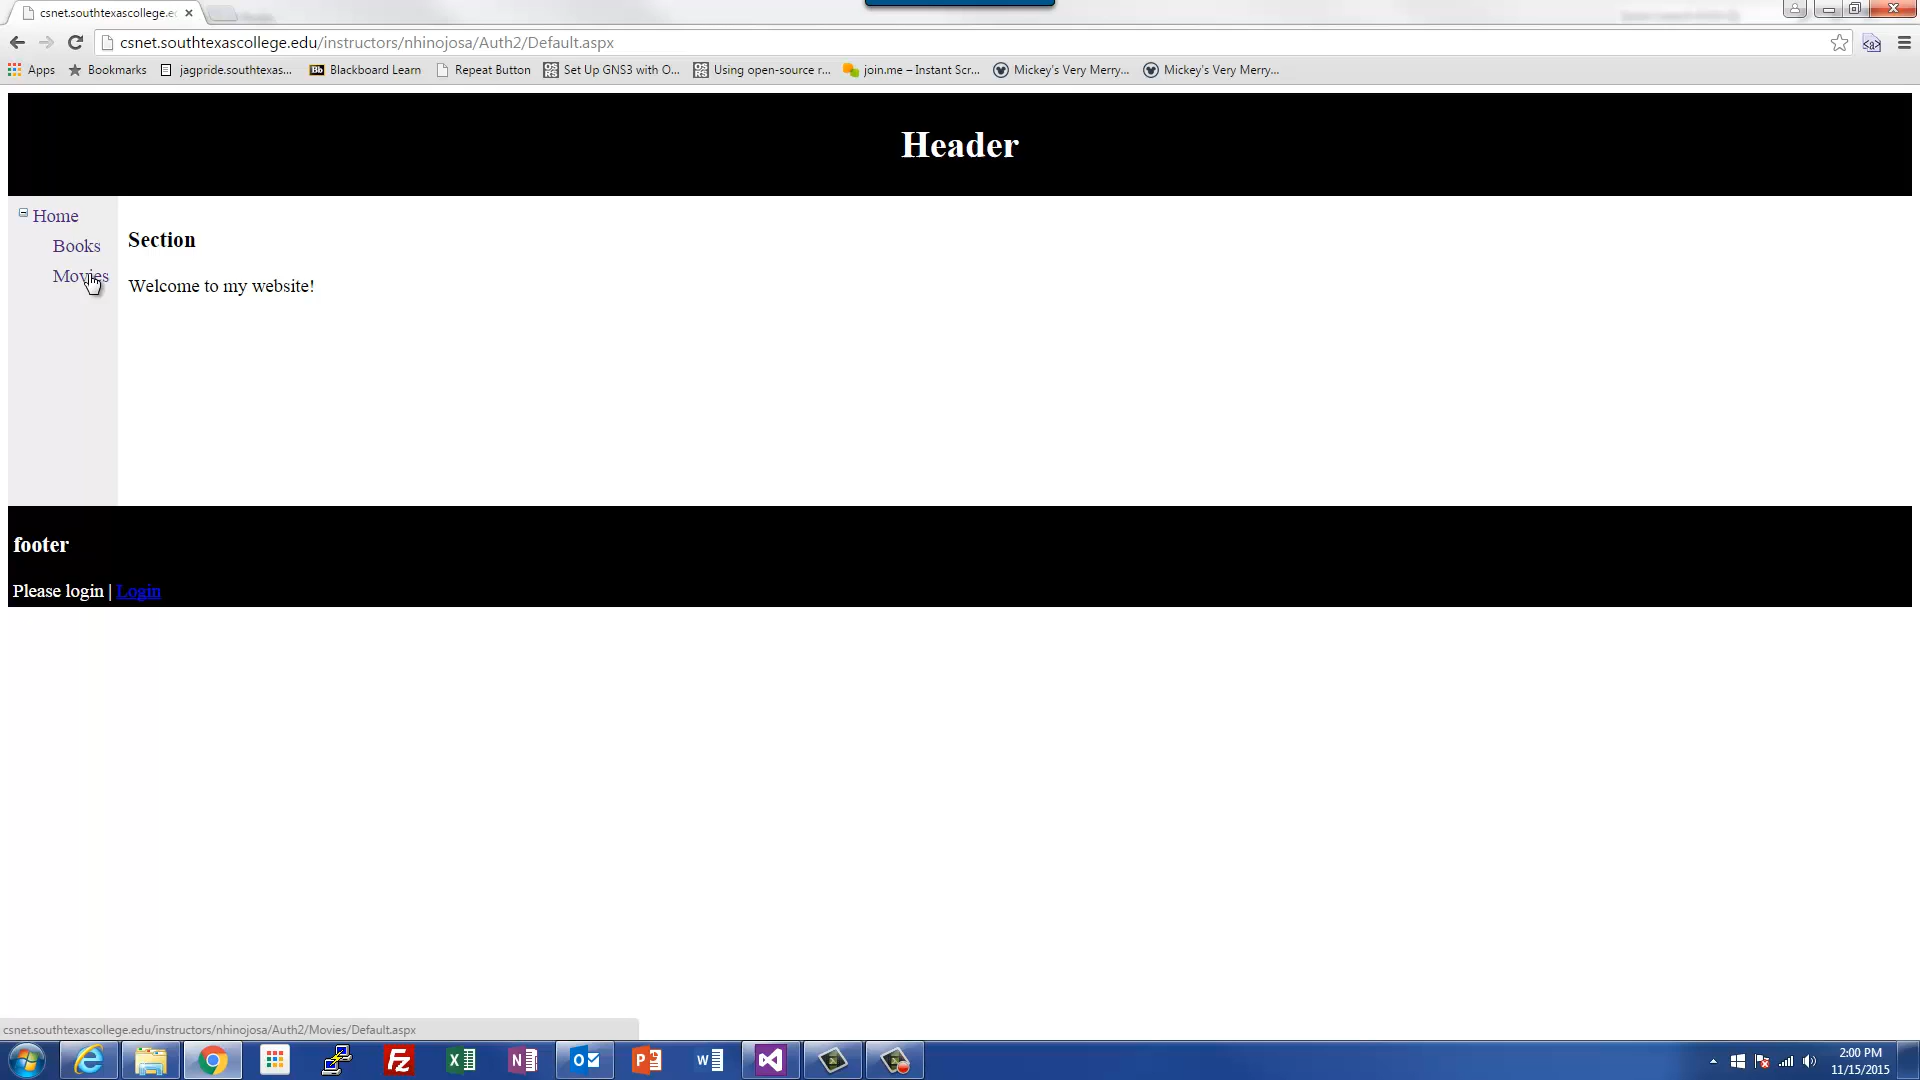 csnet.southtexascollege.e
csnet.southtexascollege.edu/instructors/nhinojosa/Auth2/Default.aspx
Apps Bookmarks jagpride.southtexas... Bb Blackboard Learn Repeat Button Set Up GNS3 with O... Using open-source r... join.me – Instant Scr... Mickey's Very Merry... Mickey's Very Merry...
Header
Home
Books
Movies
Section
Welcome to my website!
footer
Please login | Login
csnet.southtexascollege.edu/instructors/nhinojosa/Auth2/Movies/Default.aspx
2:00 PM
11/15/2015